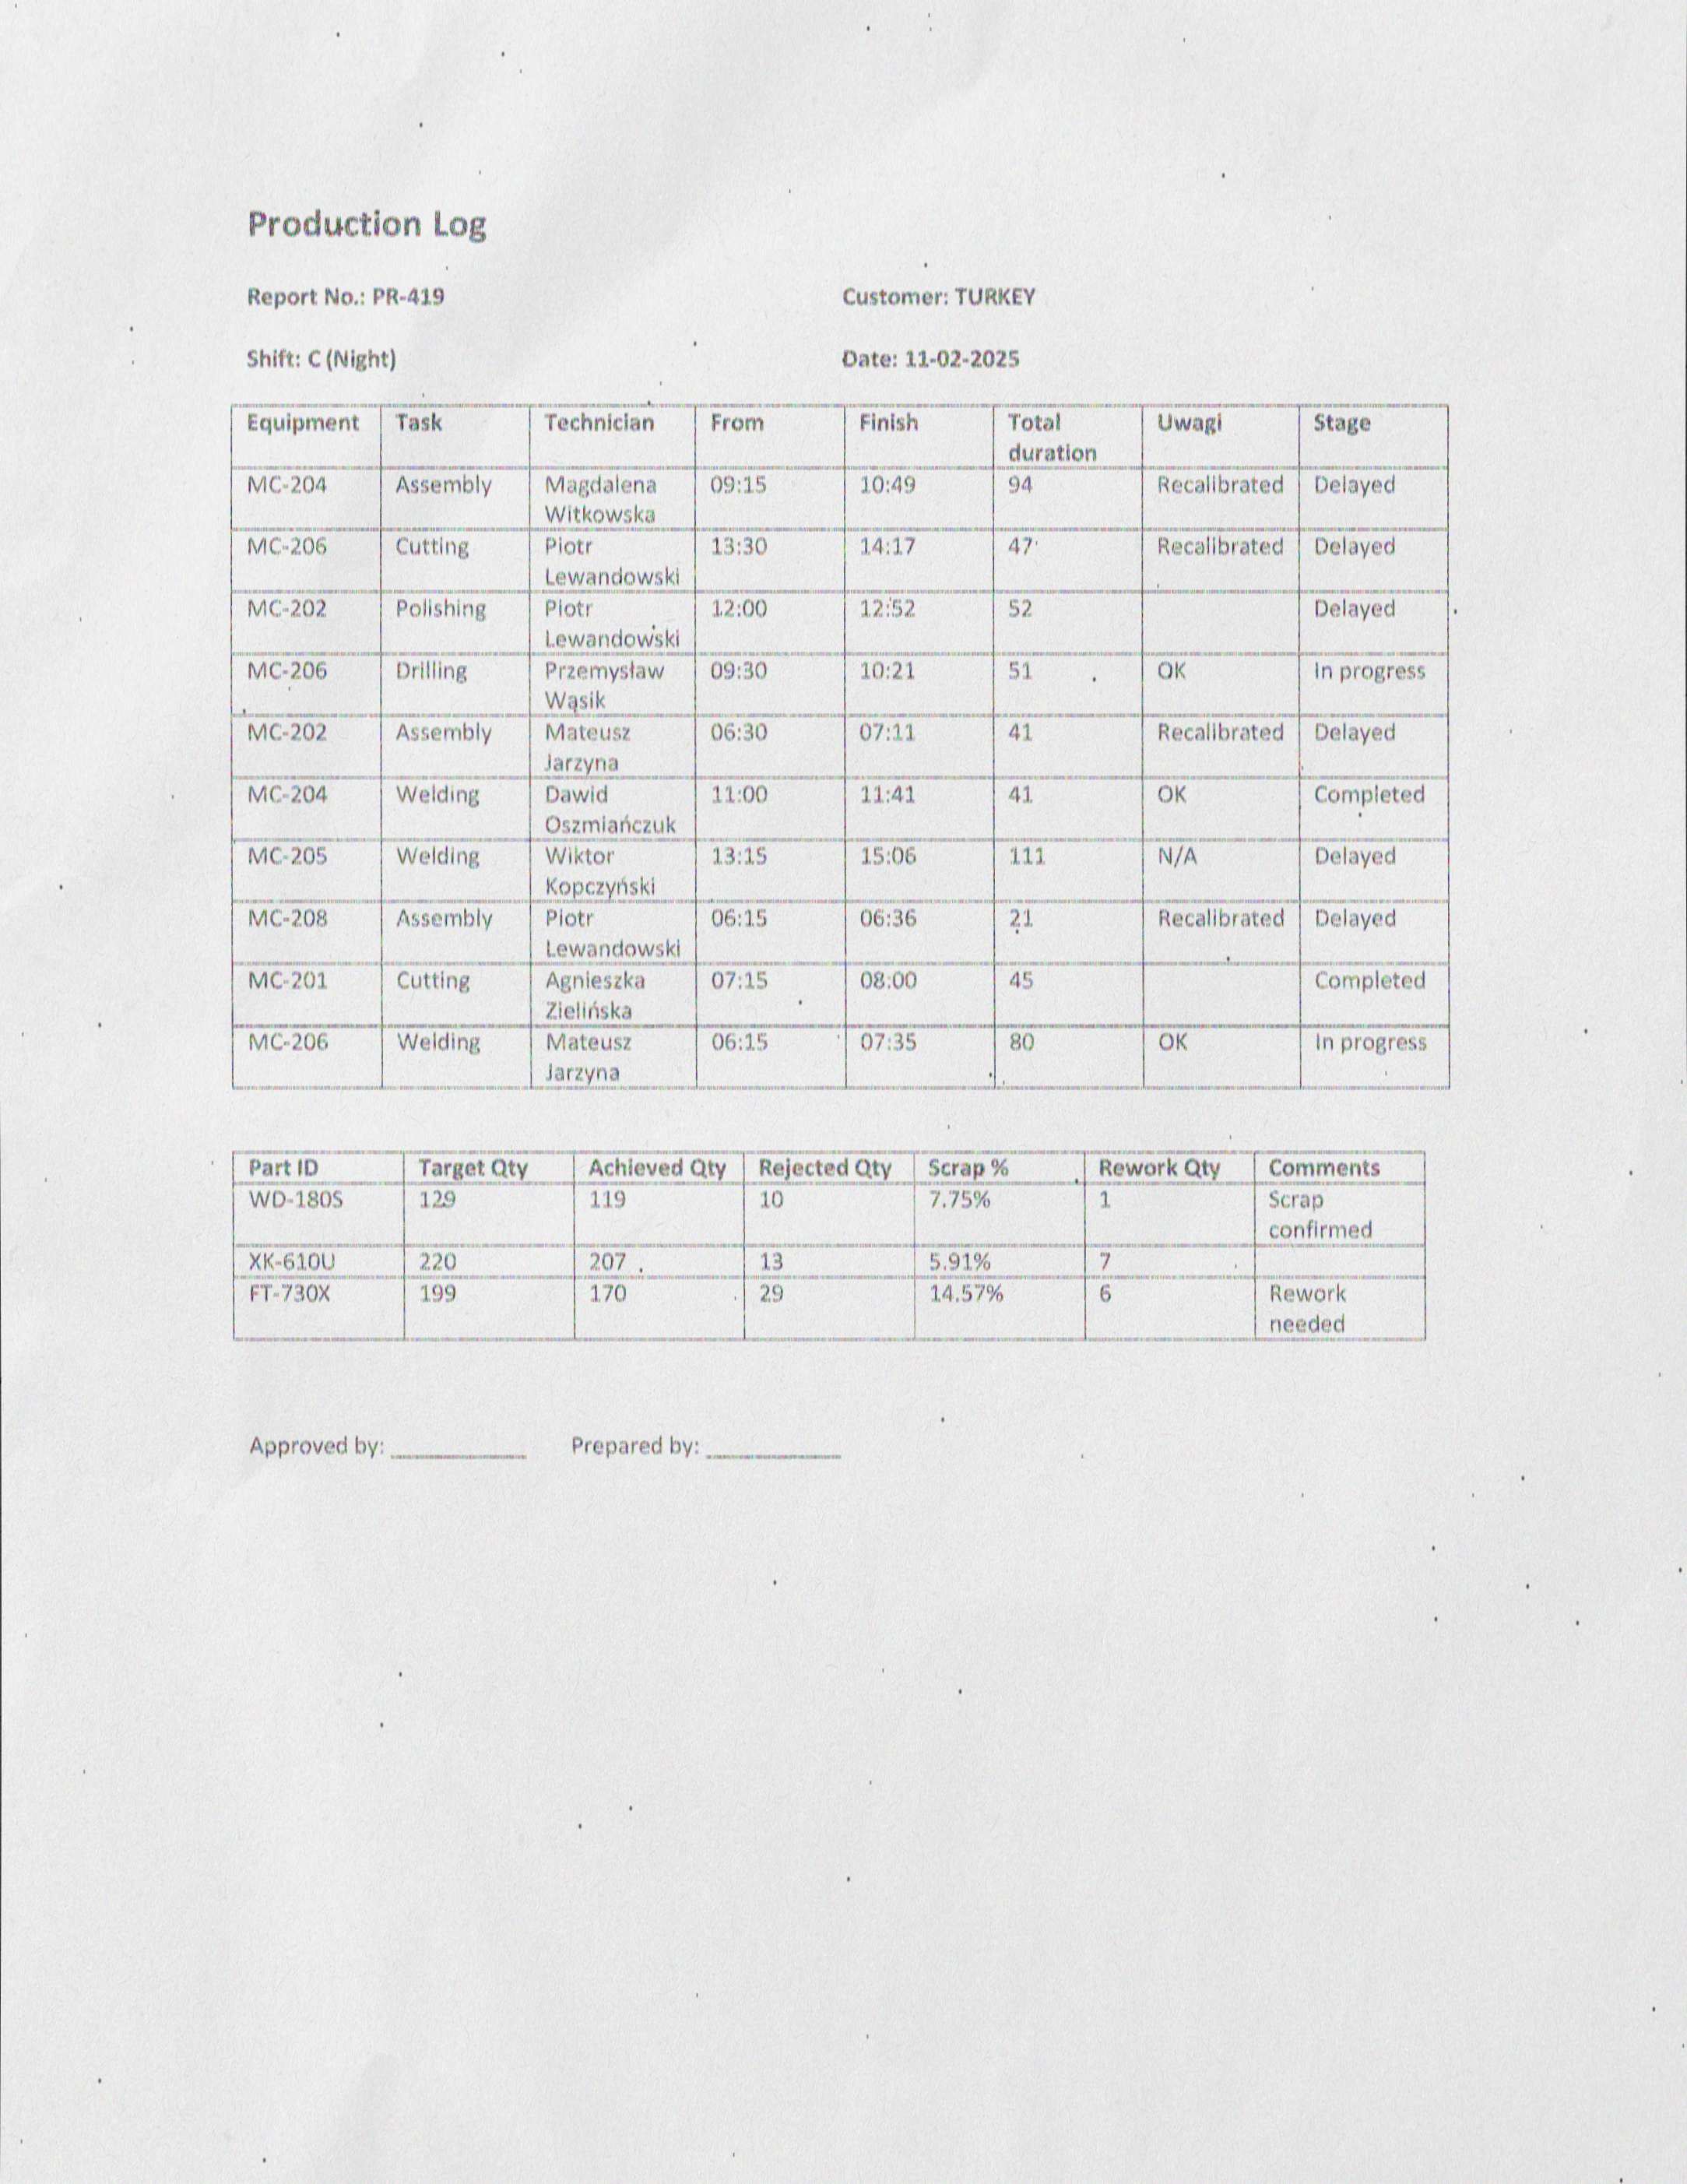 Production Log
Report No.: PR-419 Customer: TURKEY
Shift: C (Night) Date: 11-02-2025
Equipment Task Technician From Finish Total duration Uwagi Stage
MC-204 Assembly Magdalena Witkowska 09:15 10:49 94 Recalibrated Delayed
MC-206 Cutting Piotr Lewandowski 13:30 14:17 47 Recalibrated Delayed
MC-202 Polishing Piotr Lewandowski 12:00 12:52 52 Delayed
MC-206 Drilling Przemysław Wąsik 09:30 10:21 51 OK In progress
MC-202 Assembly Mateusz Jarzyna 06:30 07:11 41 Recalibrated Delayed
MC-204 Welding Dawid Oszmiańczuk 11:00 11:41 41 OK Completed
MC-205 Welding Wiktor Kopczyński 13:15 15:06 111 N/A Delayed
MC-208 Assembly Piotr Lewandowski 06:15 06:36 21 Recalibrated Delayed
MC-201 Cutting Agnieszka Zielińska 07:15 08:00 45 Completed
MC-206 Welding Mateusz Jarzyna 06:15 07:35 80 OK In progress
Part ID Target Qty Achieved Qty Rejected Qty Scrap % Rework Qty Comments
WD-180S 129 119 10 7.75% 1 Scrap confirmed
XK-610U 220 207 13 5.91% 7
FT-730X 199 170 29 14.57% 6 Rework needed
Approved by: ____________ Prepared by: ____________